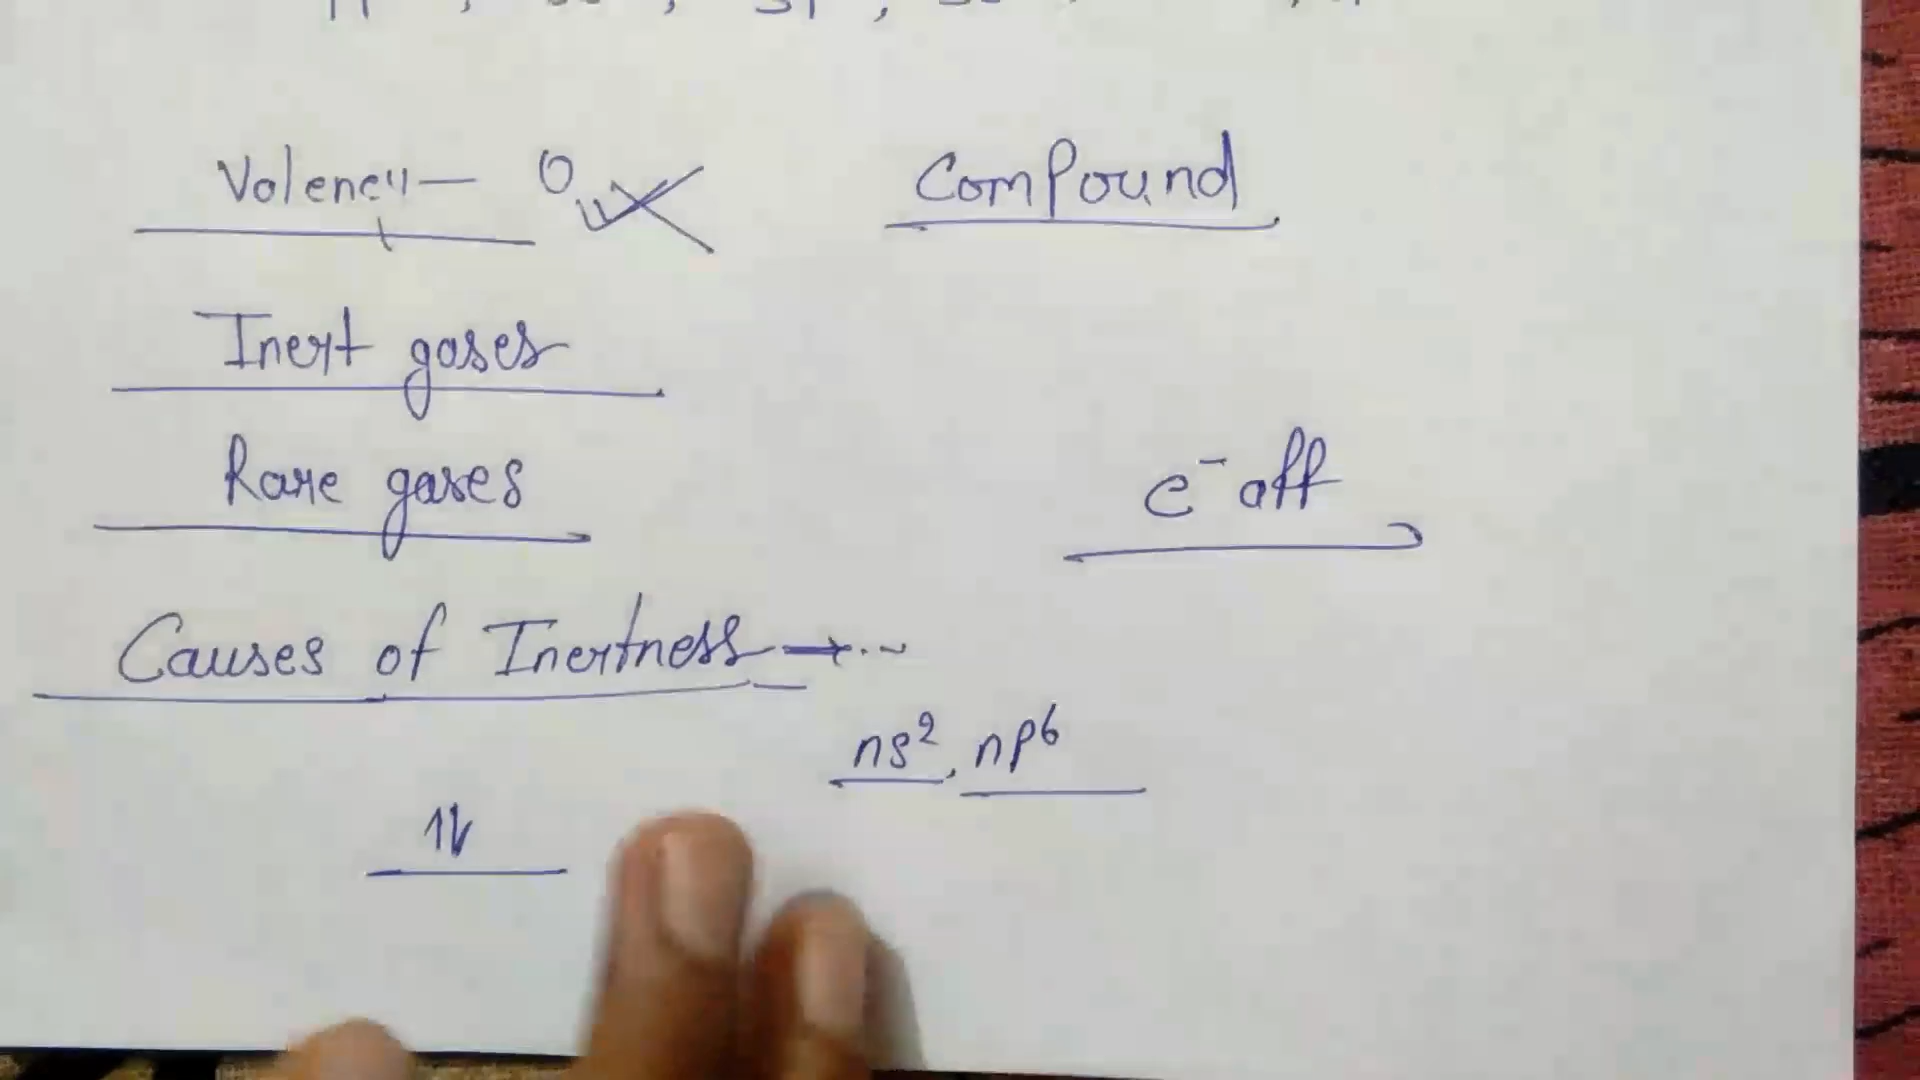 Valency — 0 Compound
Inert gases
Rare gases
e⁻ aff
Causes of Inertness →
ns², np⁶
↑↓